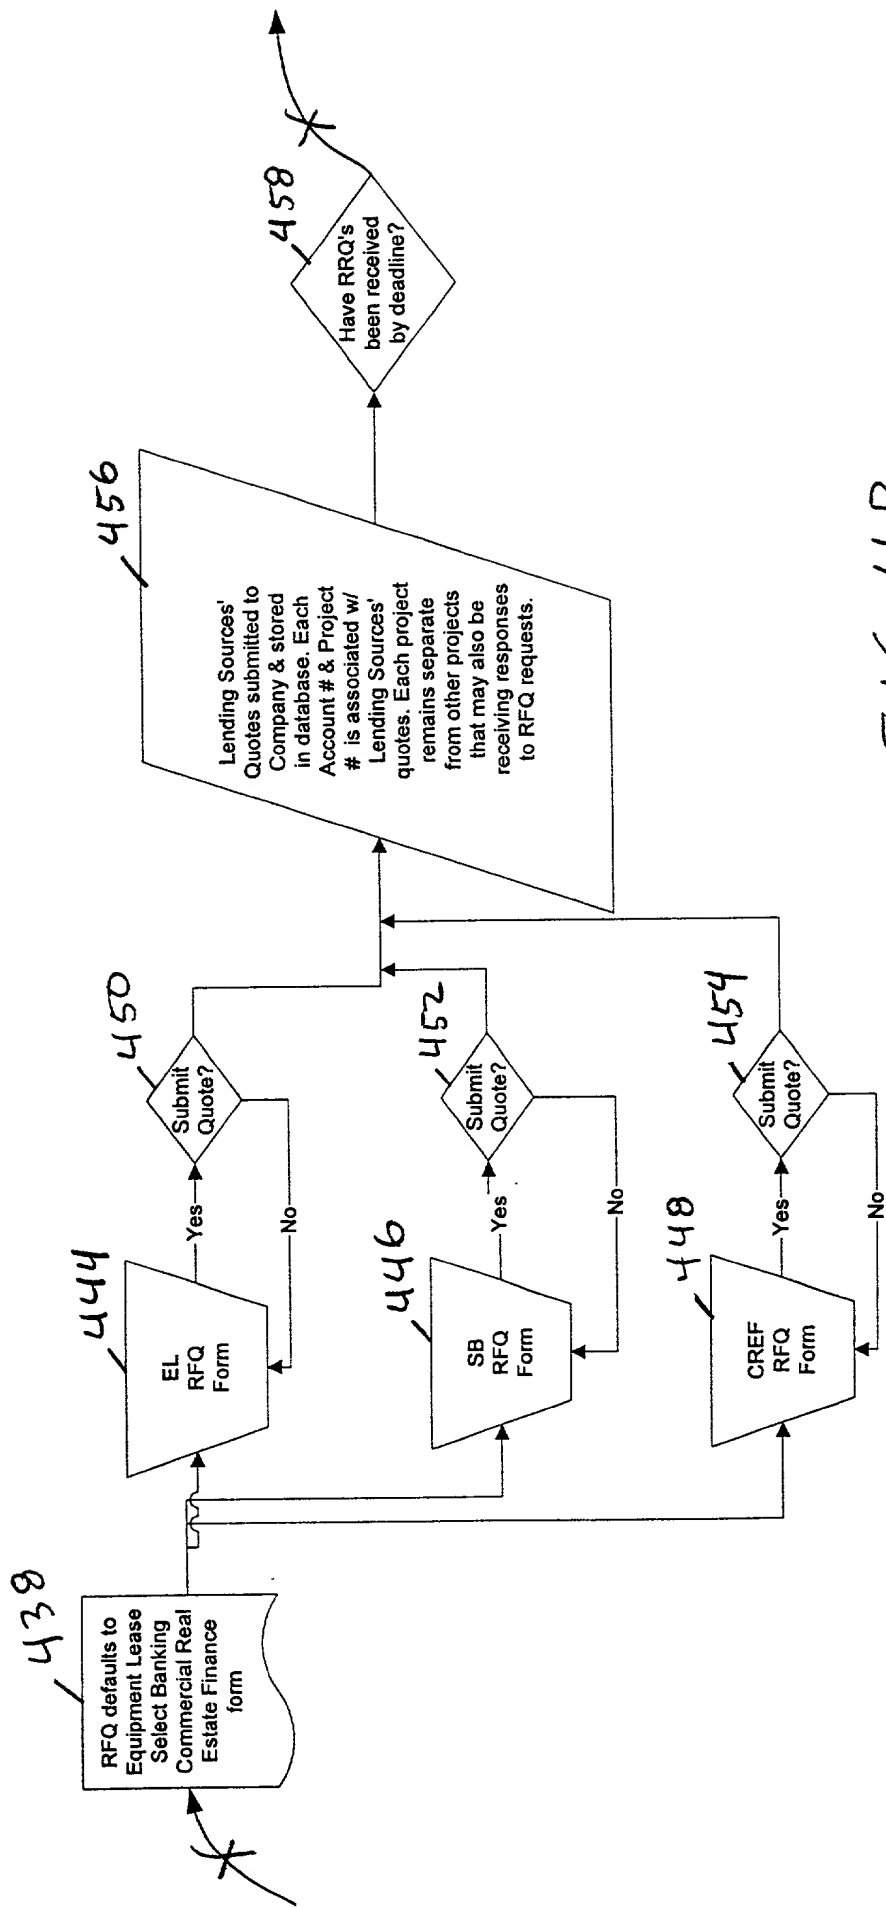 438
RFQ defaults to
Equipment Lease
Select Banking
Commercial Real
Estate Finance
form
444
EL
RFQ
Form
Yes
No
450
Submit
Quote?
446
SB
RFQ
Form
Yes
No
452
Submit
Quote?
448
CREF
RFQ
Form
Yes
No
454
Submit
Quote?
456
Lending Sources'
Quotes submitted to
Company & stored
in database. Each
Account # & Project
# is associated w/
Lending Sources'
quotes. Each project
remains separate
from other projects
that may also be
receiving responses
to RFQ requests.
458
Have RRQ's
been received
by deadline?